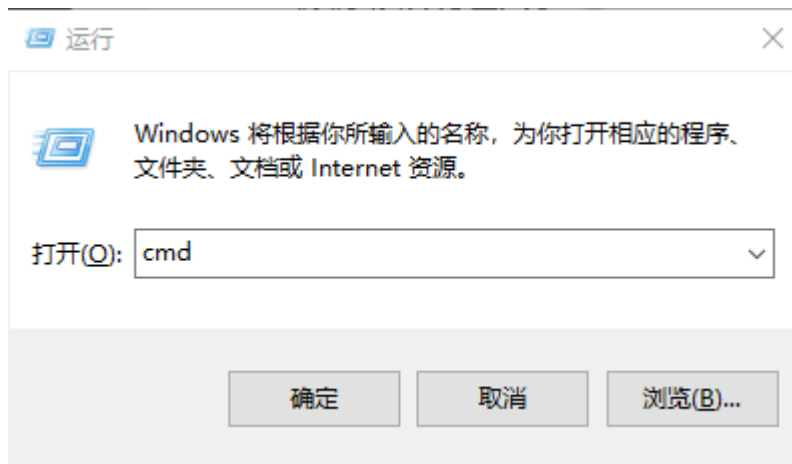 运行
Windows 将根据你所输入的名称，为你打开相应的程序、
文件夹、文档或 Internet 资源。
打开(O): cmd
确定 取消 浏览(B)...